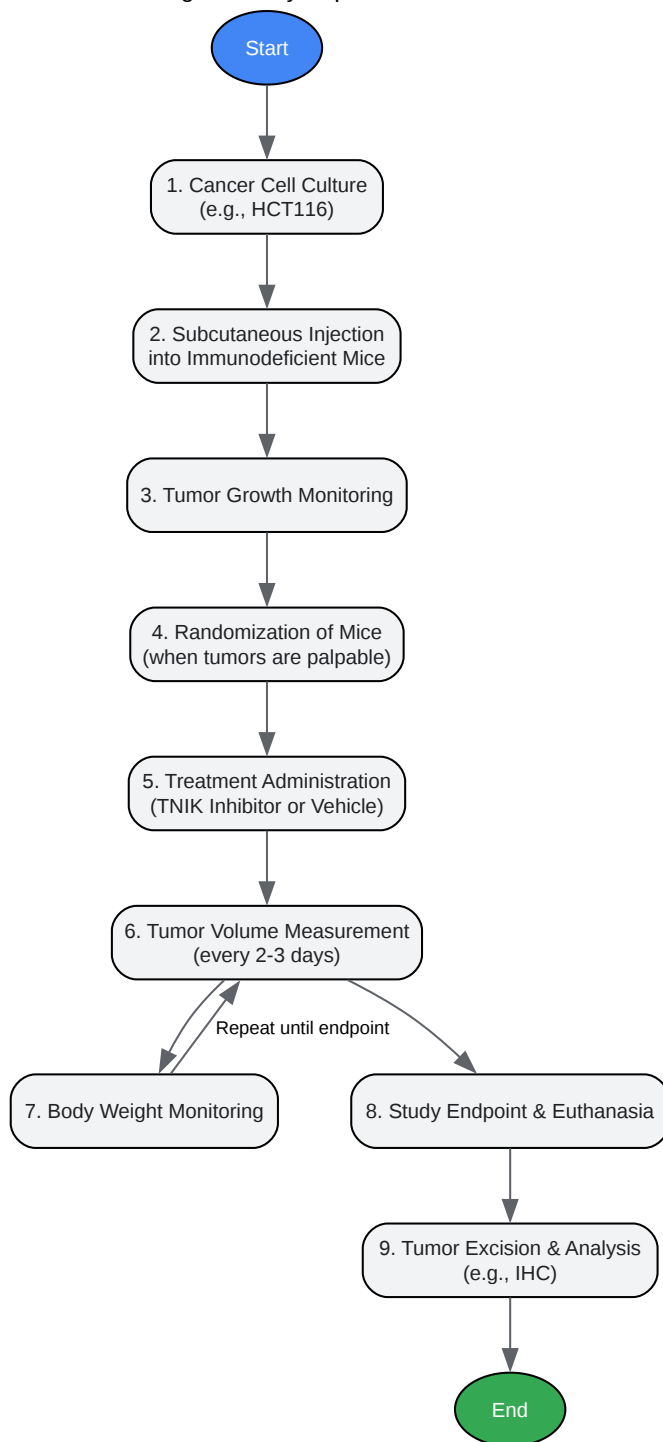 Start
1. Cancer Cell Culture
(e.g., HCT116)
2. Subcutaneous Injection
into Immunodeficient Mice
3. Tumor Growth Monitoring
4. Randomization of Mice
(when tumors are palpable)
5. Treatment Administration
(TNIK Inhibitor or Vehicle)
6. Tumor Volume Measurement
(every 2-3 days)
Repeat until endpoint
7. Body Weight Monitoring
8. Study Endpoint & Euthanasia
9. Tumor Excision & Analysis
(e.g., IHC)
End